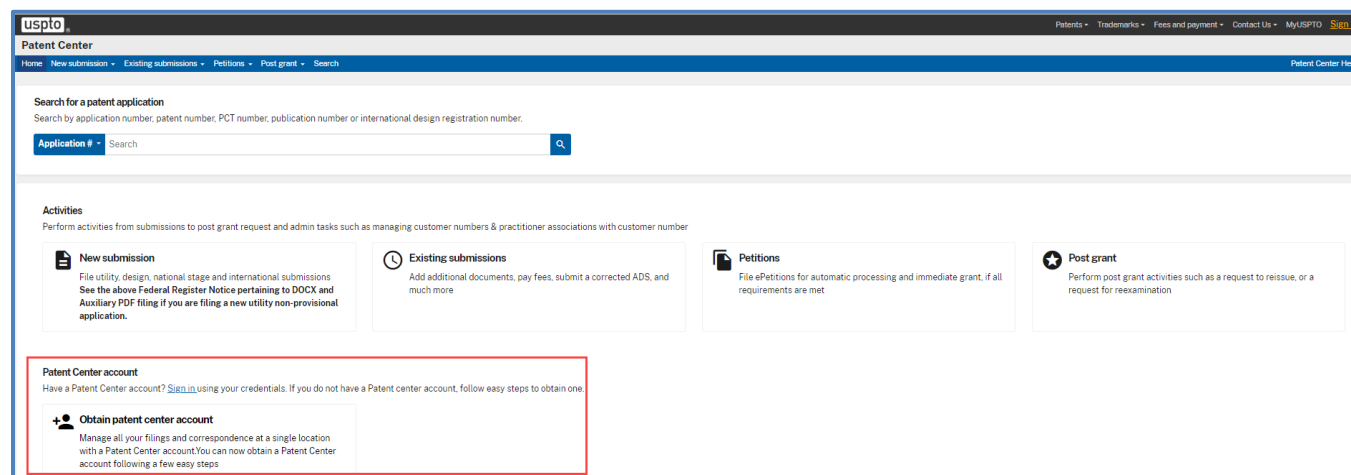 uspto
Patents Trademarks Fees and payment Contact Us MyUSPTO Sign
Patent Center
Home New submission Existing submissions Petitions Post grant Search Patent Center He
Search for a patent application
Search by application number, patent number, PCT number, publication number or international design registration number.
Application # Search
Activities
Perform activities from submissions to post grant request and admin tasks such as managing customer numbers & practitioner associations with customer number
New submission
File utility, design, national stage and international submissions
See the above Federal Register Notice pertaining to DOCX and
Auxiliary PDF filing if you are filing a new utility non-provisional
application.
Existing submissions
Add additional documents, pay fees, submit a corrected ADS, and
much more
Petitions
File ePetitions for automatic processing and immediate grant, if all
requirements are met
Post grant
Perform post grant activities such as a request to reissue, or a
request for reexamination
Patent Center account
Have a Patent Center account? Sign in using your credentials. If you do not have a Patent center account, follow easy steps to obtain one.
Obtain patent center account
Manage all your filings and correspondence at a single location
with a Patent Center account.You can now obtain a Patent Center
account following a few easy steps